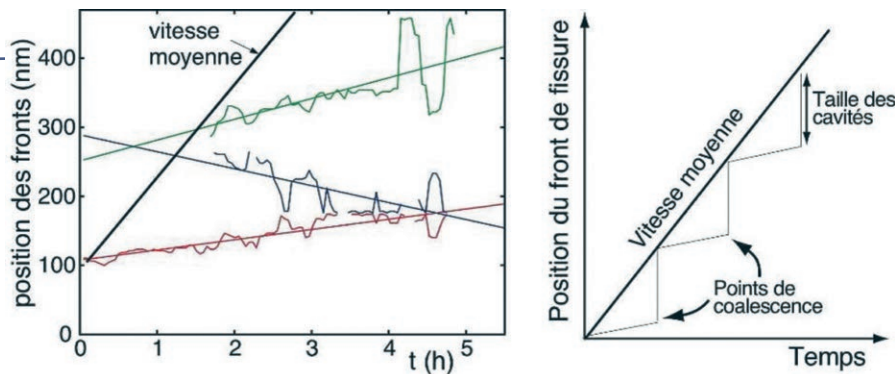 position des fronts (nm)
400
300
200
100
0
vitesse
moyenne
0
1
2
3
4
5
t (h)
Position du front de fissure
Vitesse moyenne
Taille des
cavités
Points de
coalescence
Temps